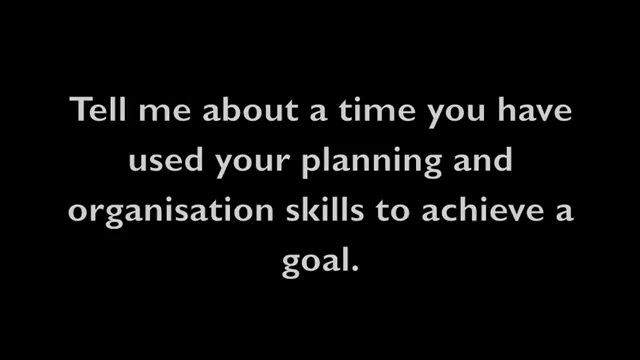 Tell me about a time you have
used your planning and
organisation skills to achieve a
goal.